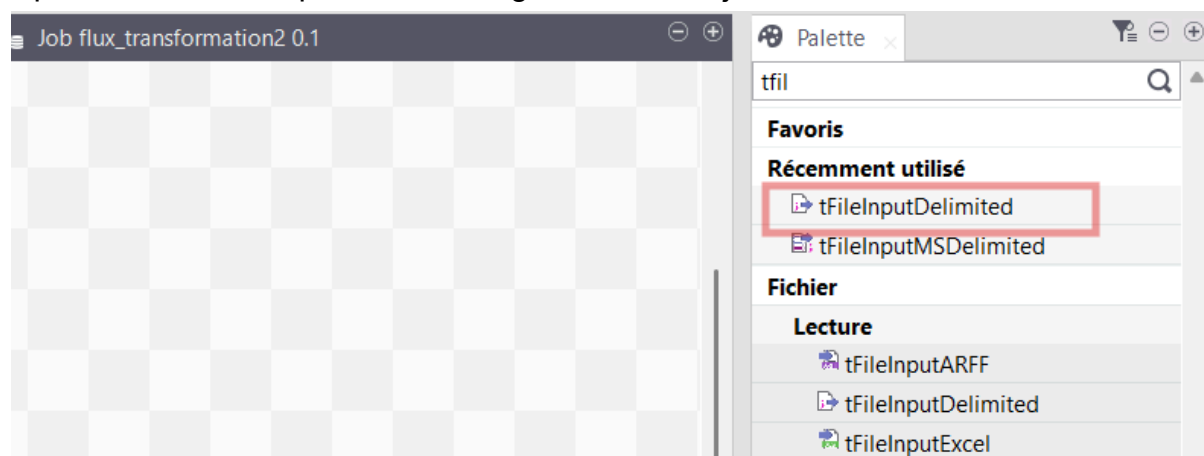 Job flux_transformation2 0.1
Palette
tfil
Favoris
Récemment utilisé
tFileInputDelimited
tFileInputMSDelimited
Fichier
Lecture
tFileInputARFF
tFileInputDelimited
tFileInputExcel